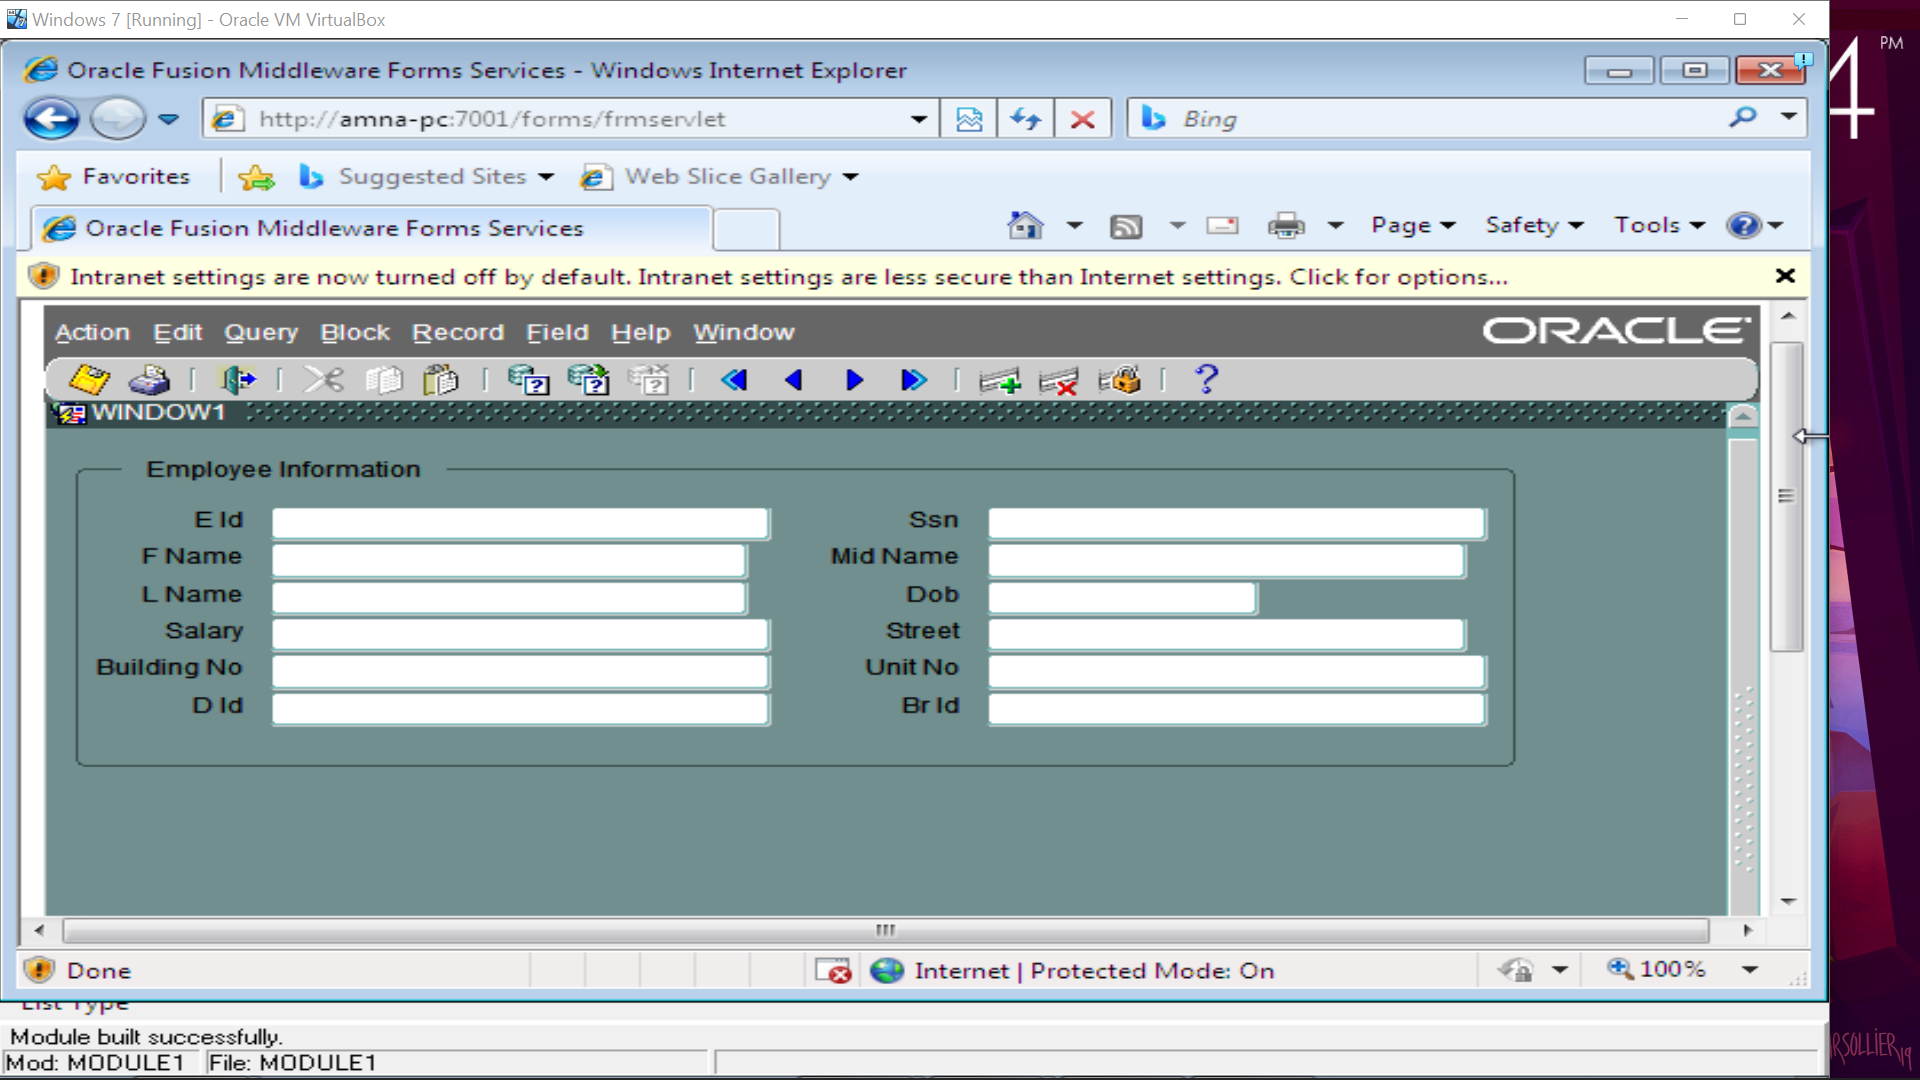 Windows 7 [Running] - Oracle VM VirtualBox
PM
4
Oracle Fusion Middleware Forms Services - Windows Internet Explorer
http://amna-pc:7001/forms/frmservlet
Bing
Favorites
Suggested Sites
Web Slice Gallery
Oracle Fusion Middleware Forms Services
Page
Safety
Tools
Intranet settings are now turned off by default. Intranet settings are less secure than Internet settings. Click for options...
Action Edit Query Block Record Field Help Window
ORACLE
WINDOW1
Employee Information
E Id
Ssn
F Name
Mid Name
L Name
Dob
Salary
Street
Building No
Unit No
D Id
Br Id
Done
Internet | Protected Mode: On
100%
List Type
Module built successfully.
Mod: MODULE1
File: MODULE1